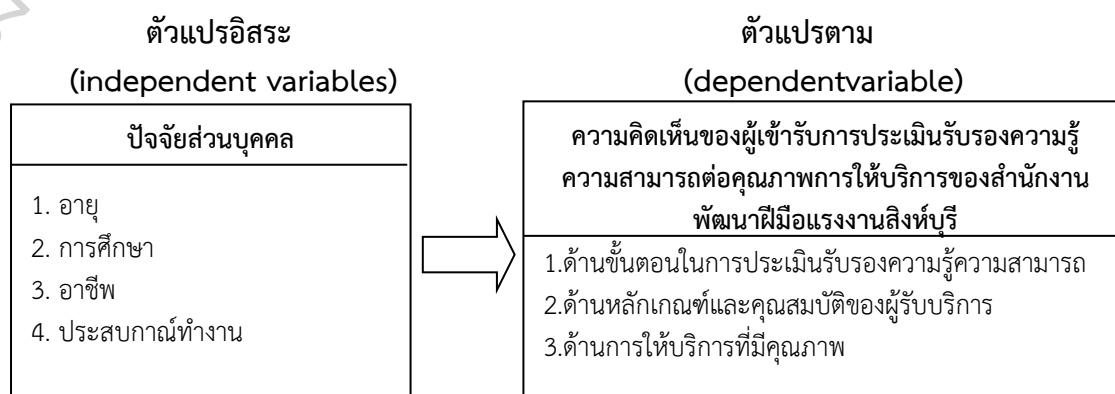 ตัวแปรอิสระ
(independent variables)
ปัจจัยส่วนบุคคล
1. อายุ
2. การศึกษา
3. อาชีพ
4. ประสบกาณ์ทำงาน
ตัวแปรตาม
(dependentvariable)
ความคิดเห็นของผู้เข้ารับการประเมินรับรองความรู้
ความสามารถต่อคุณภาพการให้บริการของสำนักงาน
พัฒนาฝีมือแรงงานสิงห์บุรี
1.ด้านขั้นตอนในการประเมินรับรองความรู้ความสามารถ
2.ด้านหลักเกณฑ์และคุณสมบัติของผู้รับบริการ
3.ด้านการให้บริการที่มีคุณภาพ